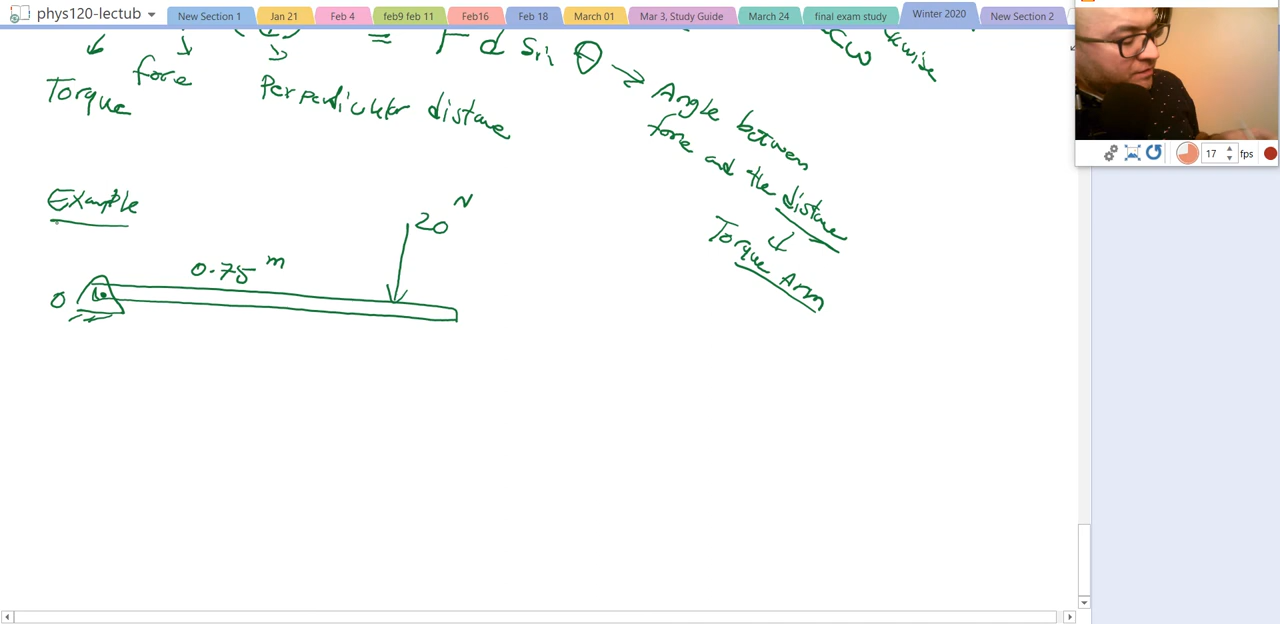 phys120-lectub
New Section 1
Jan 21
Feb 4
feb9 feb 11
Feb16
Feb 18
March 01
Mar 3, Study Guide
March 24
final exam study
Winter 2020
New Section 2
= F d Sin θ
CCW
kwise
Torque
force
Perpendicular distance
Angle between
force and the distance
Torque Arm
Example
20 N
0.75 m
O
17 fps